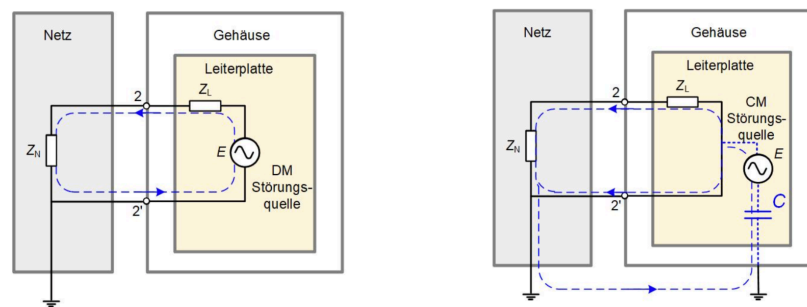 Netz
Gehäuse
Leiterplatte
2
Z_L
Z_N
E
DM
Störungs-
quelle
2'
Netz
Gehäuse
Leiterplatte
2
Z_L
CM
Störungs-
quelle
Z_N
E
C
2'